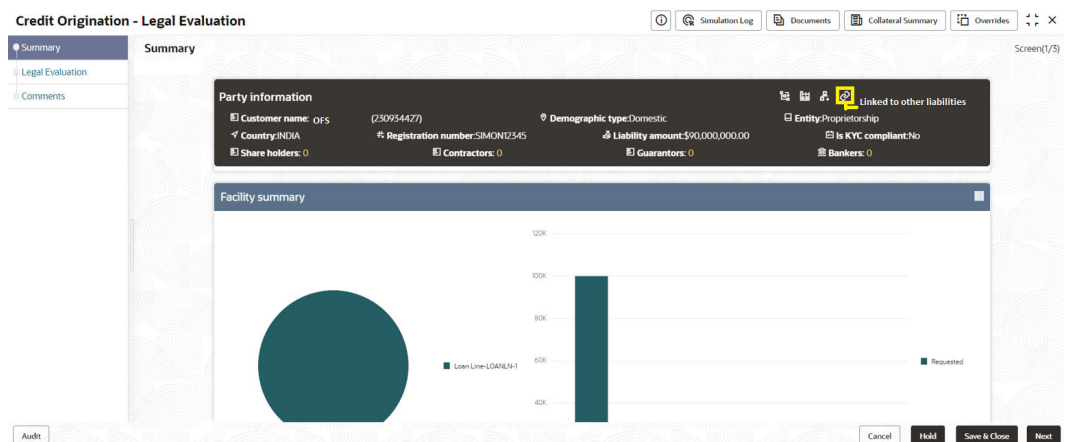 Credit Origination - Legal Evaluation
Simulation Log
Documents
Collateral Summary
Overrides
Summary
Legal Evaluation
Comments
Summary
Screen(1/3)
Party information
Linked to other liabilities
Customer name: OFS (230934427) Demographic type:Domestic Entity:Proprietorship
Country:INDIA Registration number:SIMON12345 Liability amount:$90,000,000.00 Is KYC compliant:No
Share holders: 0 Contractors: 0 Guarantors: 0 Bankers: 0
Facility summary
120K
100K
80K
60K
40K
Loan Line-LOANLN-1
Requested
Audit
Cancel
Hold
Save & Close
Next